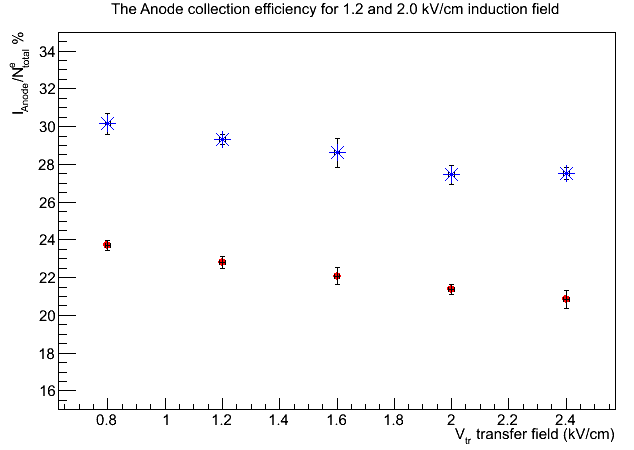 The Anode collection efficiency for 1.2 and 2.0 kV/cm induction field
I_Anode/N^e_total %
34
32
30
28
26
24
22
20
18
16
0.8 1 1.2 1.4 1.6 1.8 2 2.2 2.4
V_tr transfer field (kV/cm)